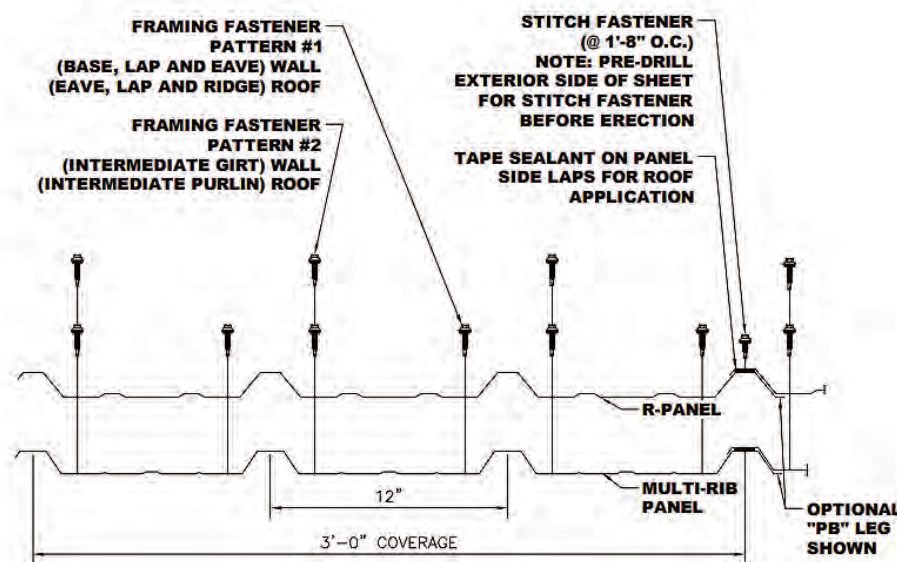 FRAMING FASTENER
PATTERN #1
(BASE, LAP AND EAVE) WALL
(EAVE, LAP AND RIDGE) ROOF
FRAMING FASTENER
PATTERN #2
(INTERMEDIATE GIRT) WALL
(INTERMEDIATE PURLIN) ROOF
STITCH FASTENER
(@ 1'-8" O.C.)
NOTE: PRE-DRILL
EXTERIOR SIDE OF SHEET
FOR STITCH FASTENER
BEFORE ERECTION
TAPE SEALANT ON PANEL
SIDE LAPS FOR ROOF
APPLICATION
R-PANEL
MULTI-RIB
PANEL
OPTIONAL
"PB" LEG
SHOWN
12"
3'-0" COVERAGE